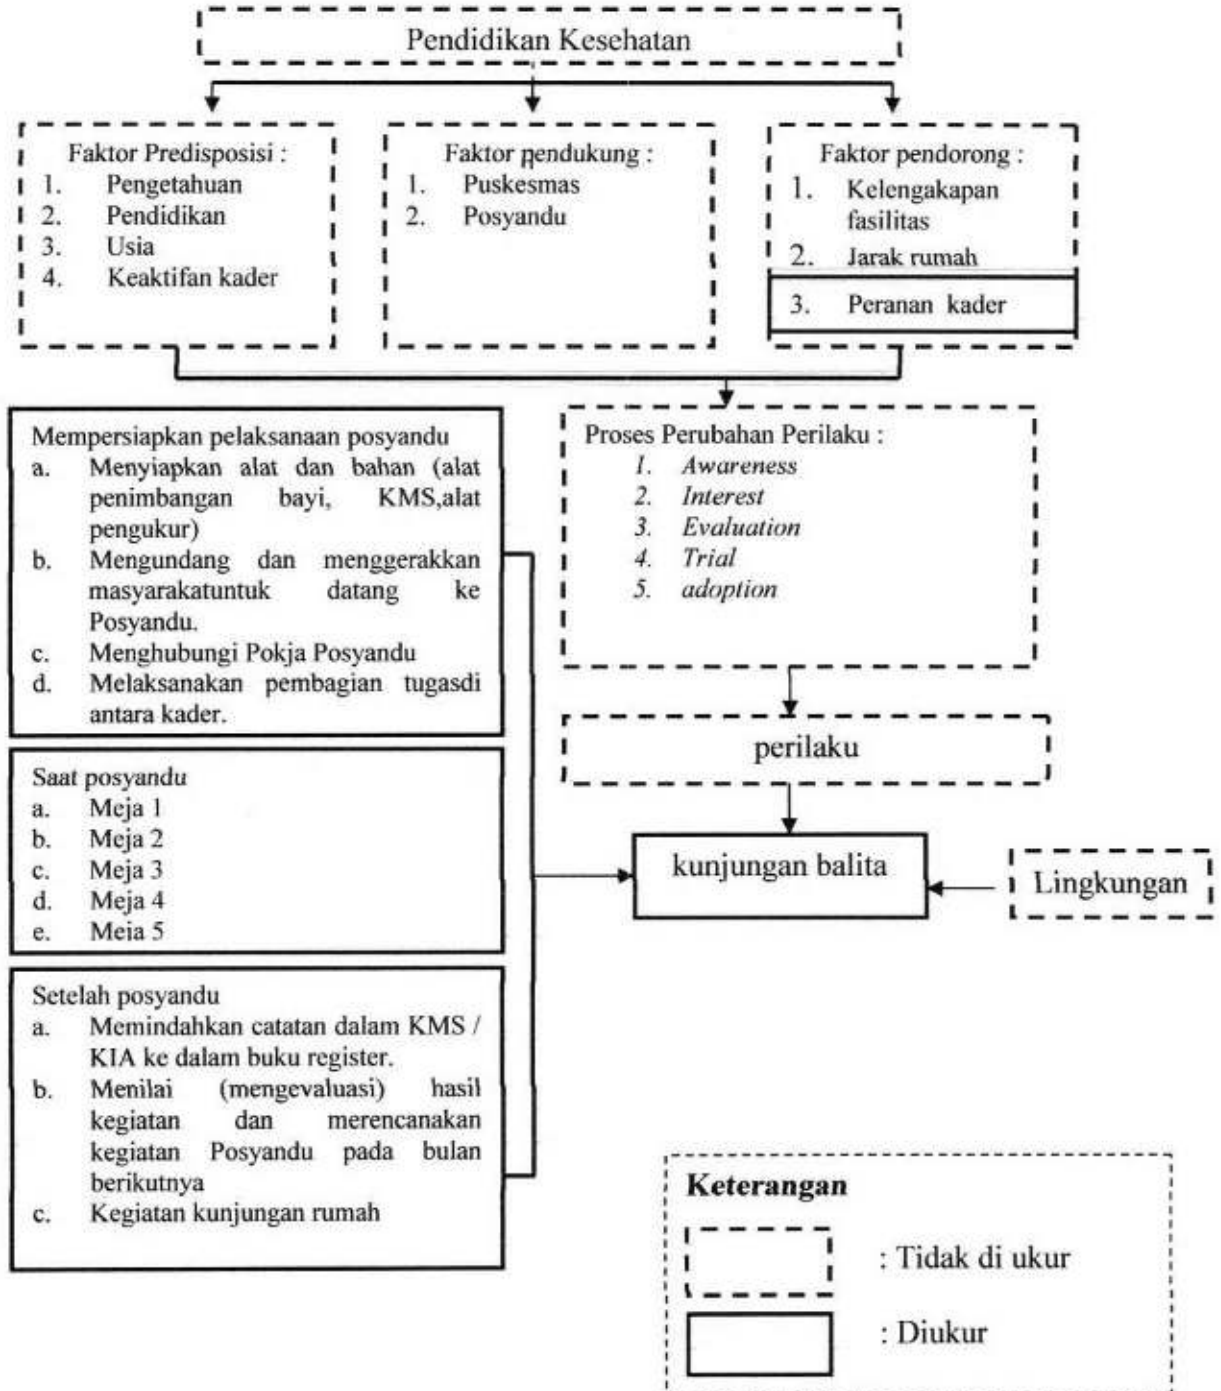 Pendidikan Kesehatan
Faktor Predisposisi :
1. Pengetahuan
2. Pendidikan
3. Usia
4. Keaktifan kader
Faktor pendukung :
1. Puskesmas
2. Posyandu
Faktor pendorong :
1. Kelengakapan
fasilitas
2. Jarak rumah
3. Peranan kader
Mempersiapkan pelaksanaan posyandu
a. Menyiapkan alat dan bahan (alat
penimbangan bayi, KMS,alat
pengukur)
b. Mengundang dan menggerakkan
masyarakatuntuk datang ke
Posyandu.
c. Menghubungi Pokja Posyandu
d. Melaksanakan pembagian tugasdi
antara kader.
Proses Perubahan Perilaku :
1. Awareness
2. Interest
3. Evaluation
4. Trial
5. adoption
perilaku
Saat posyandu
a. Meja 1
b. Meja 2
c. Meja 3
d. Meja 4
e. Meia 5
kunjungan balita
Lingkungan
Setelah posyandu
a. Memindahkan catatan dalam KMS /
KIA ke dalam buku register.
b. Menilai (mengevaluasi) hasil
kegiatan dan merencanakan
kegiatan Posyandu pada bulan
berikutnya
c. Kegiatan kunjungan rumah
Keterangan
: Tidak di ukur
: Diukur